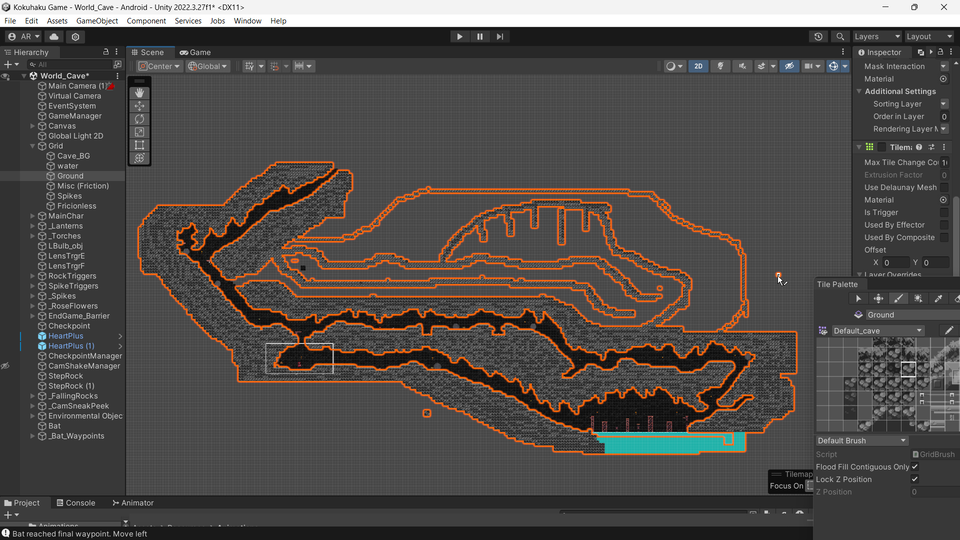 Kokuhaku Game - World_Cave - Android - Unity 2022.3.27f1* <DX11>
File Edit Assets GameObject Component Services Jobs Window Help
AR Layers Layout
Hierarchy Scene Game Inspector
All Center Global 2D
World_Cave*
Main Camera (1)
Virtual Camera
EventSystem
GameManager
Canvas
Global Light 2D
Grid
Cave_BG
water
Ground
Misc (Friction)
Spikes
Frictionless
MainChar
_Lanterns
_Torches
LBulb_obj
LensTrgrE
LensTrgrF
RockTriggers
SpikeTriggers
_Spikes
_RoseFlowers
EndGame_Barrier
Checkpoint
HeartPlus
HeartPlus (1)
CheckpointManager
CamShakeManager
StepRock
StepRock (1)
_FallingRocks
_CamSneakPeek
Environmental Objec
Bat
_Bat_Waypoints
Mask Interaction
Material
Additional Settings
Sorting Layer
Order in Layer 0
Rendering Layer M
Tilema
Max Tile Change Co
Extrusion Factor 0
Use Delaunay Mesh
Material
Is Trigger
Used By Effector
Used By Composite
Offset
X 0 Y 0
Layer Overrides
Tile Palette
Ground
Default_cave
Default Brush
Script GridBrush
Flood Fill Contiguous Only
Lock Z Position
Z Position 0
Tilemap
Focus On
Project Console Animator
Animations
Bat reached final waypoint. Move left